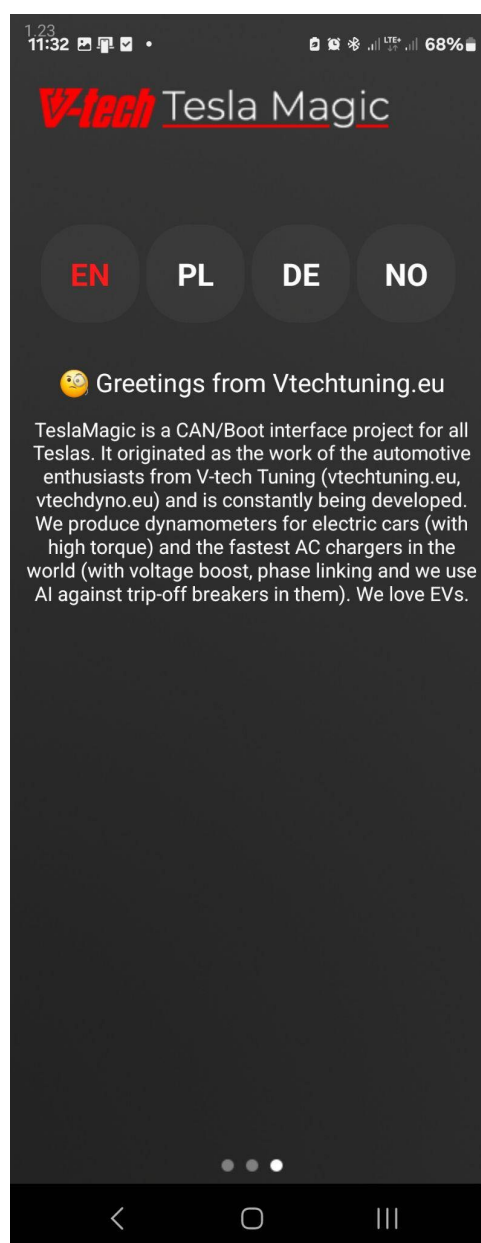 1.23
11:32 68%
LTE+
V-tech Tesla Magic
EN PL DE NO
🧐 Greetings from Vtechtuning.eu
TeslaMagic is a CAN/Boot interface project for all
Teslas. It originated as the work of the automotive
enthusiasts from V-tech Tuning (vtechtuning.eu,
vtechdyno.eu) and is constantly being developed.
We produce dynamometers for electric cars (with
high torque) and the fastest AC chargers in the
world (with voltage boost, phase linking and we use
AI against trip-off breakers in them). We love EVs.